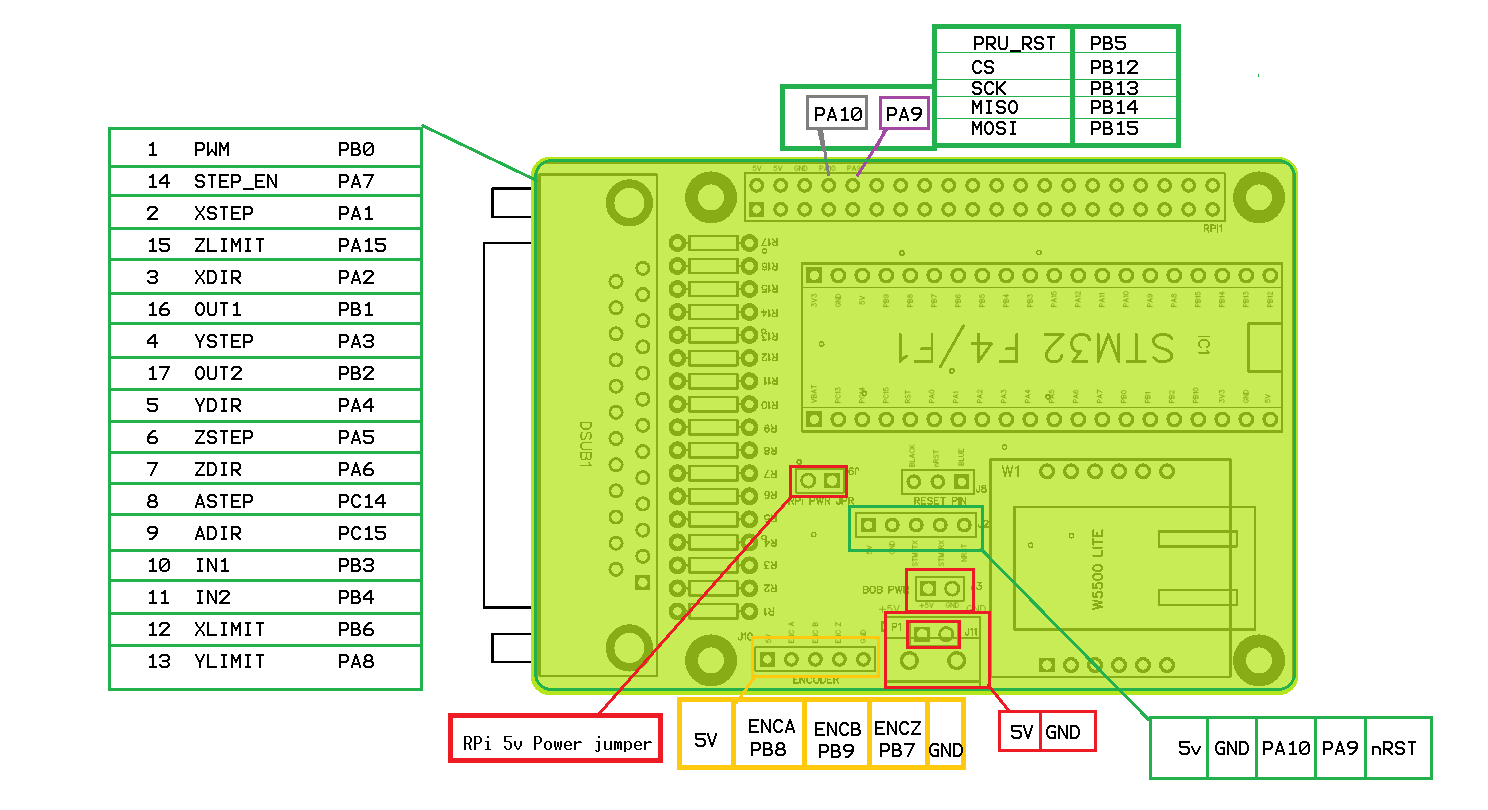 PRU_RST PB5
CS PB12
SCK PB13
MISO PB14
MOSI PB15
PA10 PA9
1 PWM PB0
14 STEP_EN PA7
2 XSTEP PA1
15 ZLIMIT PA15
3 XDIR PA2
16 OUT1 PB1
4 YSTEP PA3
17 OUT2 PB2
5 YDIR PA4
6 ZSTEP PA5
7 ZDIR PA6
8 ASTEP PC14
9 ADIR PC15
10 IN1 PB3
11 IN2 PB4
12 XLIMIT PB6
13 YLIMIT PA8
5V 5V GND PA10 PA9
RPI1
R17
R16
R15
R14
R13
R12
R11
R10
R9
R8
R7
R6
R5
R4
R3
R2
R1
DSUB1
3V3 GND 5V PB9 PB8 PB7 PB6 PB5 PB4 PB3 PA15 PA12 PA11 PA10 PA9 PA8 PB15 PB14 PB13 PB12
STM32 F4/F1
IC1
VBAT PC13 PC14 PC15 RST PA0 PA1 PA2 PA3 PA4 PA5 PA6 PA7 PB0 PB1 PB2 PB10 3V3 GND 5V
BLACK nRST BLUE
J8
RESET PIN
RPI PWR JPR
W1
W5500 LITE
J2
5V GND STM TX STM RX NRST
BOB PWR
+5V GND
+5V GND
P1
J11
J10
5V ENC A ENC B ENC Z GND
ENCODER
RPi 5v Power jumper
5V ENCA PB8 ENCB PB9 ENCZ PB7 GND
5V GND
5v GND PA10 PA9 nRST